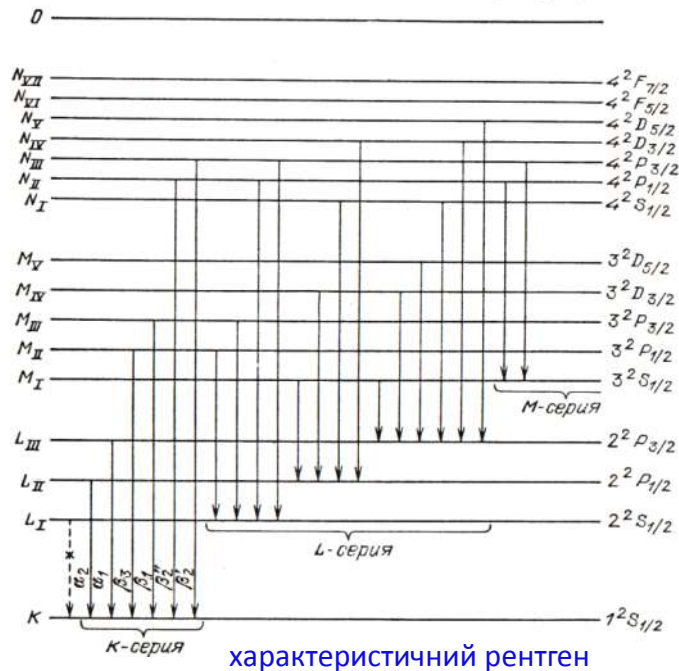 O
N_VII 4²F₇/₂
N_VI 4²F₅/₂
N_V 4²D₅/₂
N_IV 4²D₃/₂
N_III 4²P₃/₂
N_II 4²P₁/₂
N_I 4²S₁/₂
M_V 3²D₅/₂
M_IV 3²D₃/₂
M_III 3²P₃/₂
M_II 3²P₁/₂
M_I 3²S₁/₂
M-серия
L_III 2²P₃/₂
L_II 2²P₁/₂
L_I 2²S₁/₂
L-серия
α₂ α₁ β₃ β₁ β₂'' β₂'
K 1²S₁/₂
K-серия
характеристичний рентген